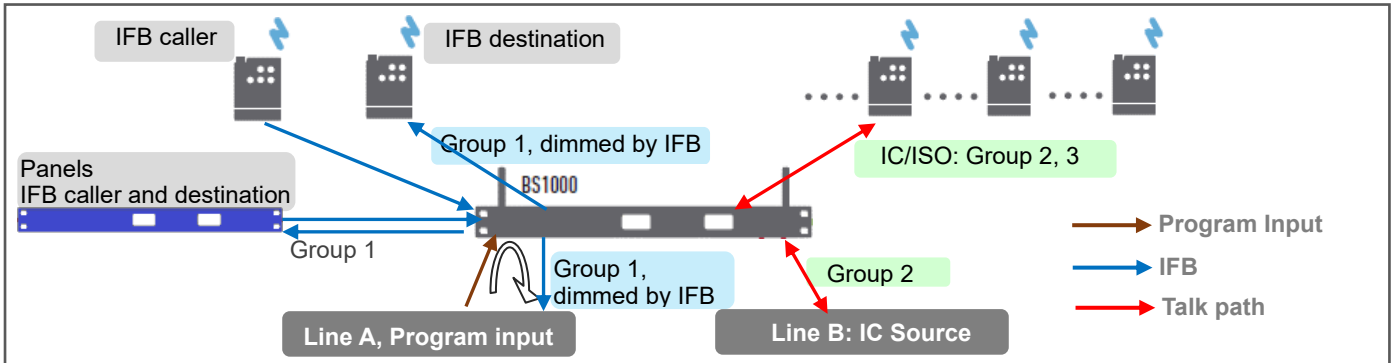 IFB caller
IFB destination
Group 1, dimmed by IFB
IC/ISO: Group 2, 3
Panels
IFB caller and destination
BS1000
Group 1
Program Input
IFB
Talk path
Group 1,
dimmed by IFB
Group 2
Line A, Program input
Line B: IC Source